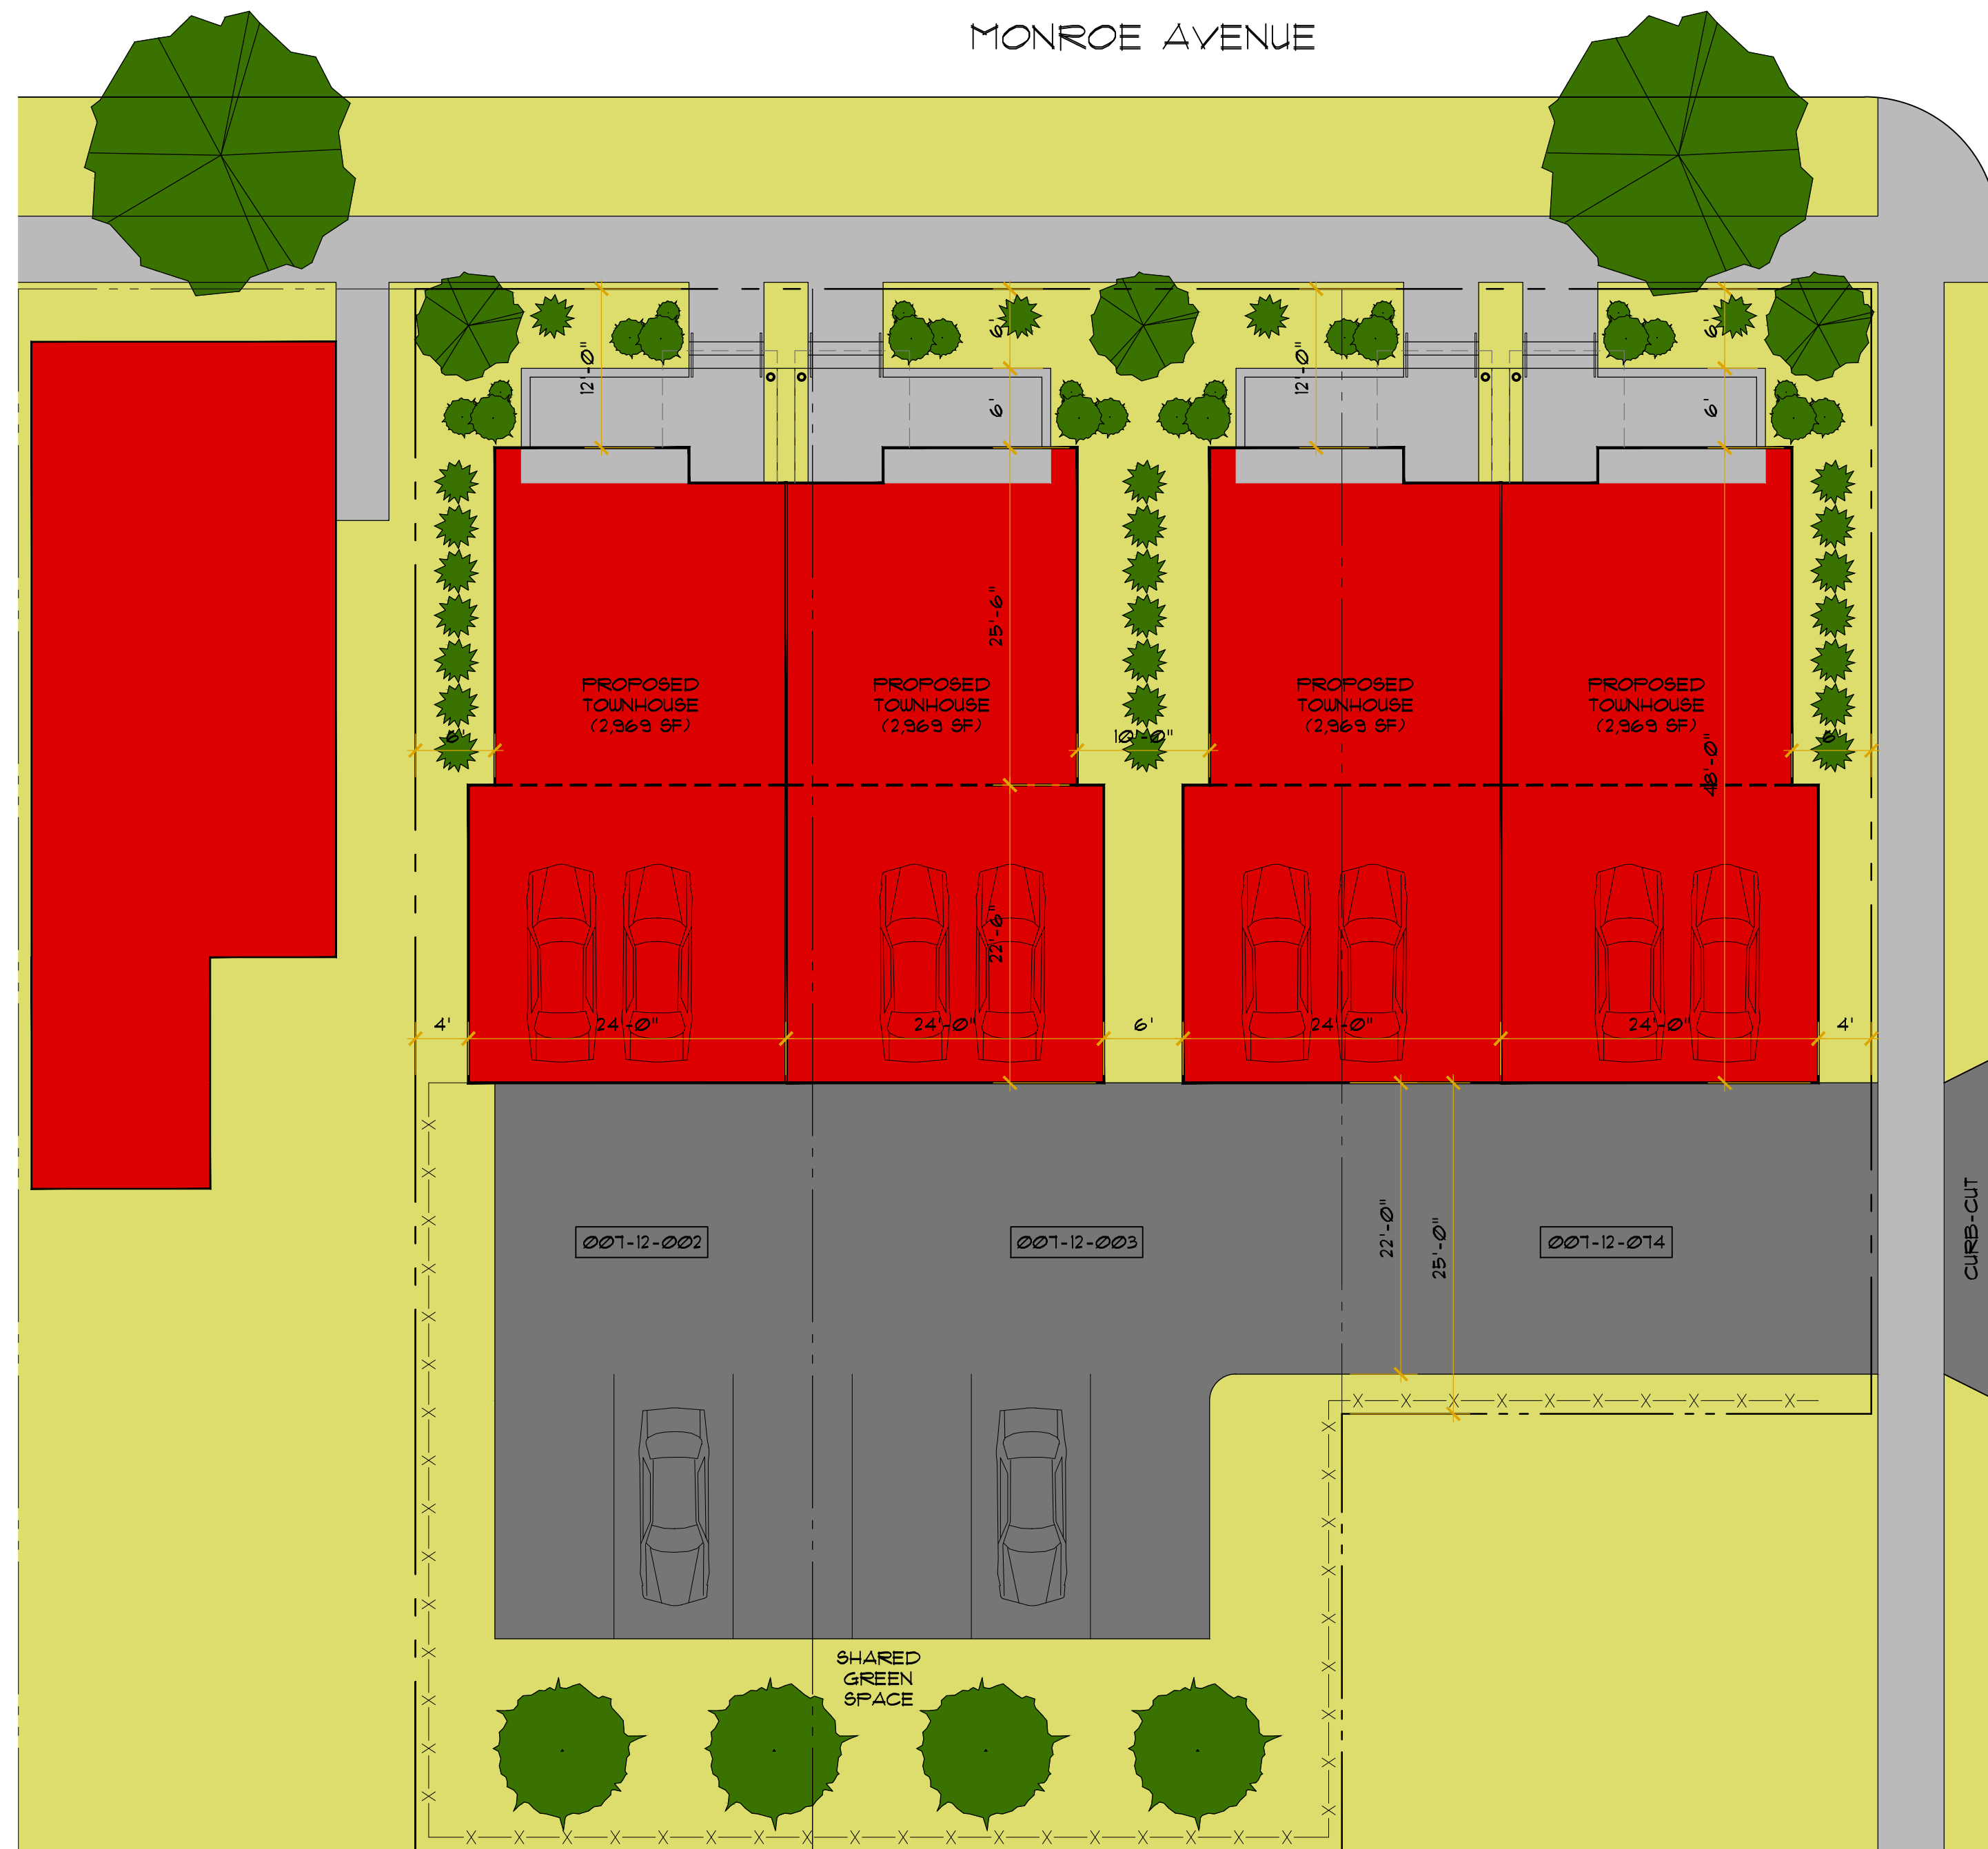 MONROE AVENUE
12'-0"
6'
12'-0"
6'
6'
6'
25'-6"
PROPOSED
TOWNHOUSE
(2,969 SF)
PROPOSED
TOWNHOUSE
(2,969 SF)
PROPOSED
TOWNHOUSE
(2,969 SF)
PROPOSED
TOWNHOUSE
(2,969 SF)
6'
10'-0"
48'-0"
6'
22'-6"
4'
24'-0"
24'-0"
6'
24'-0"
24'-0"
4'
007-12-002
007-12-003
22'-0"
25'-0"
007-12-074
CURB-CUT
SHARED
GREEN
SPACE